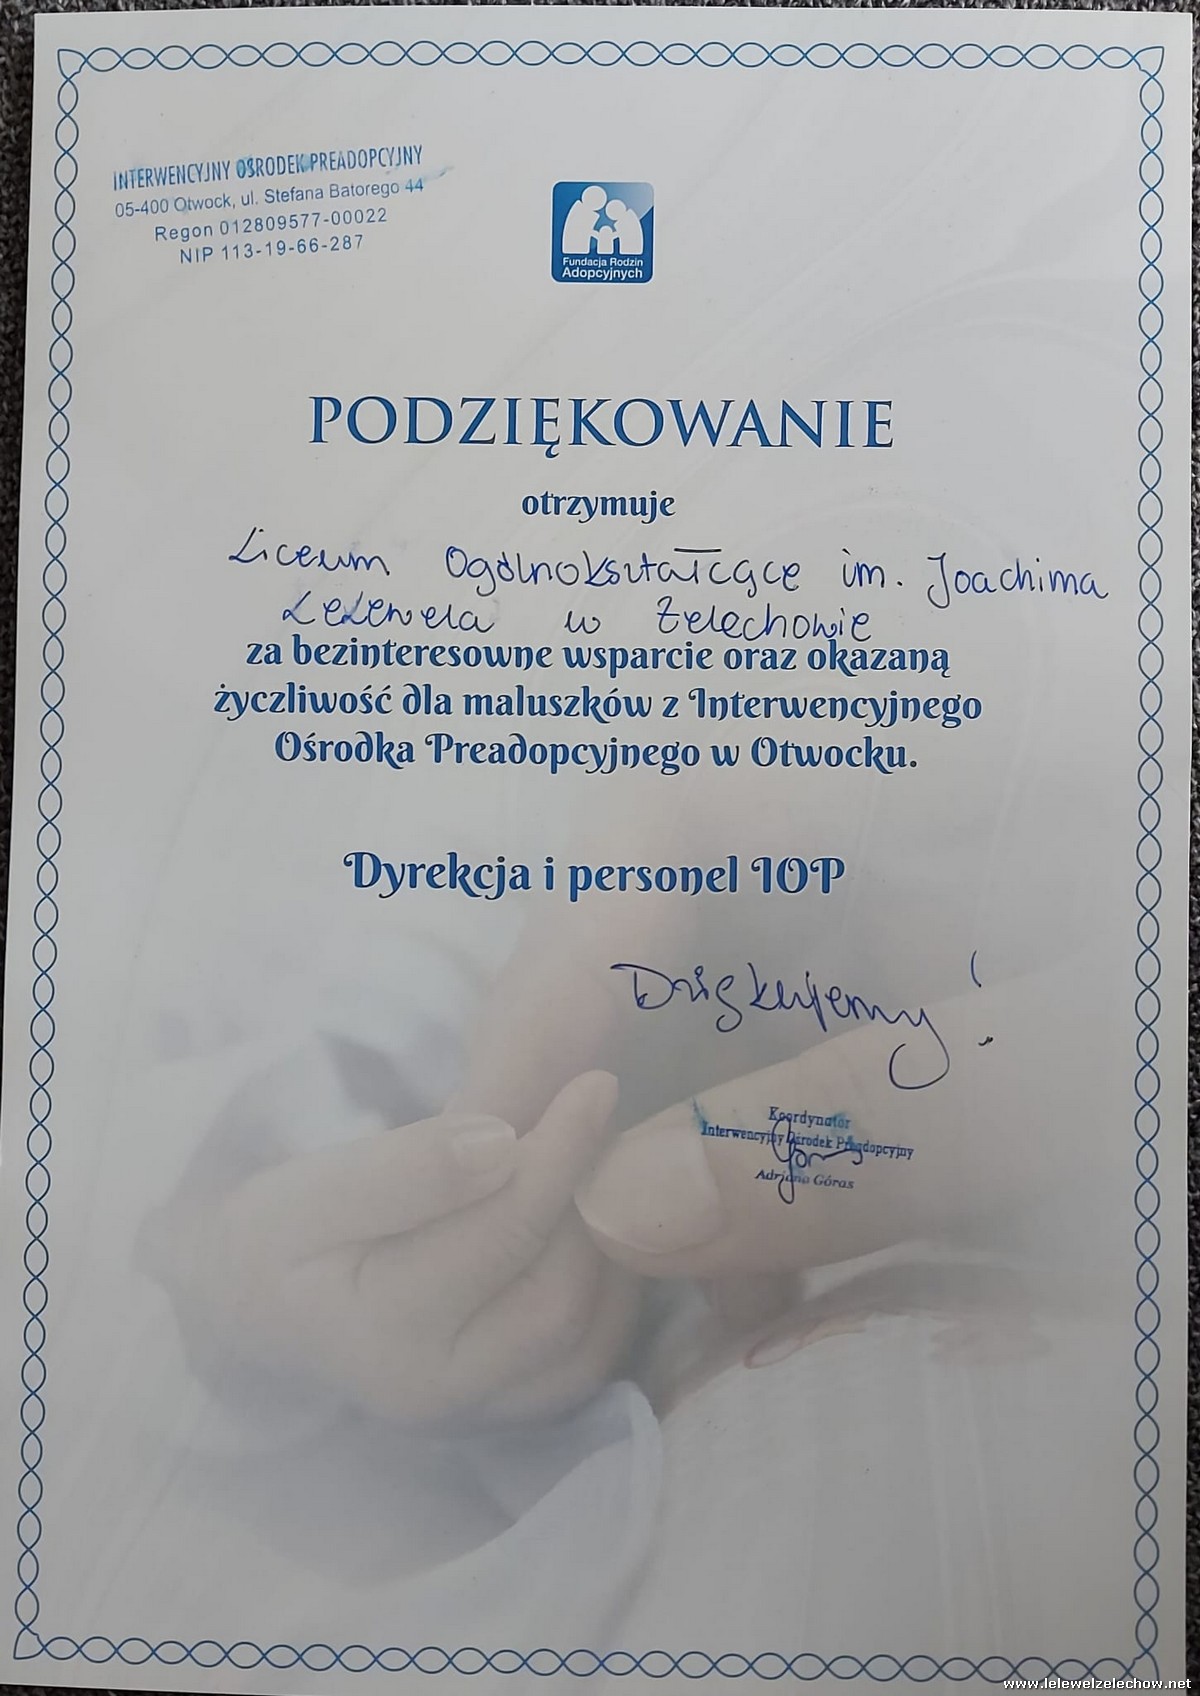 INTERWENCYJNY OŚRODEK PREADOPCYJNY
05-400 Otwock, ul. Stefana Batorego 44
Regon 012809577-00022
NIP 113-19-66-287
Fundacja Rodzin
Adopcyjnych
PODZIĘKOWANIE
otrzymuje
Liceum Ogólnokształcące im. Joachima
Lelewela w Żelechowie
za bezinteresowne wsparcie oraz okazaną
życzliwość dla maluszków z Interwencyjnego
Ośrodka Preadopcyjnego w Otwocku.
Dyrekcja i personel IOP
Dziękujemy!
Koordynator
Interwencyjny Ośrodek Preadopcyjny
Adriana Góras
www.lelewelzelechow.net